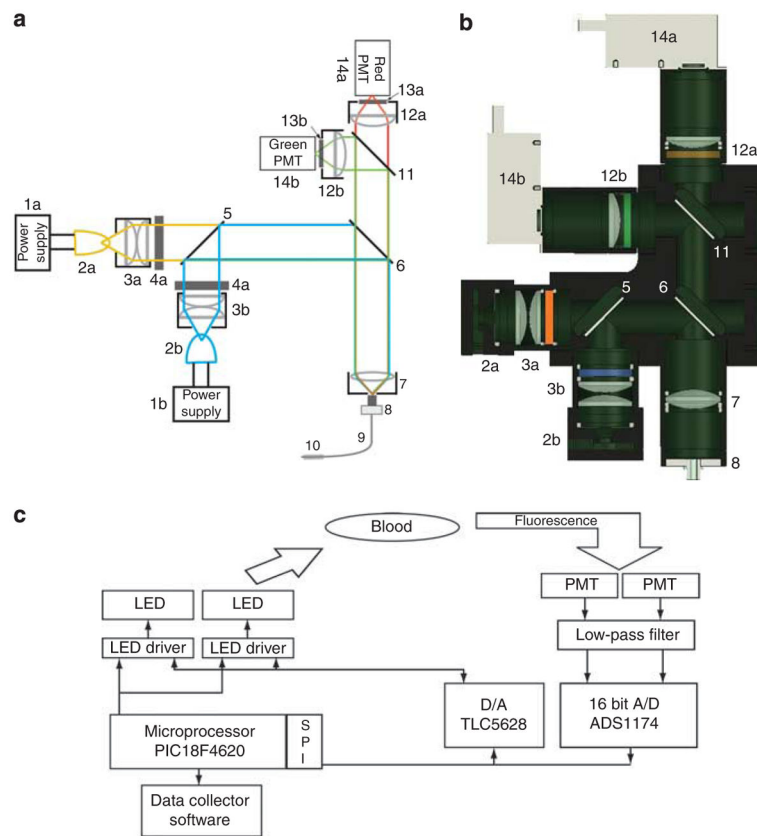 a
14a
Red
PMT
13a
12a
13b
Green
PMT
14b
12b
11
1a
Power
supply
2a
3a
4a
5
6
4a
3b
2b
1b
Power
supply
7
8
9
10
b
14a
12a
14b
12b
11
5
6
2a
3a
3b
2b
7
8
c
Blood
Fluorescence
LED
LED
PMT
PMT
LED driver
LED driver
Low-pass filter
D/A
TLC5628
16 bit A/D
ADS1174
Microprocessor
PIC18F4620
S
P
I
Data collector
software